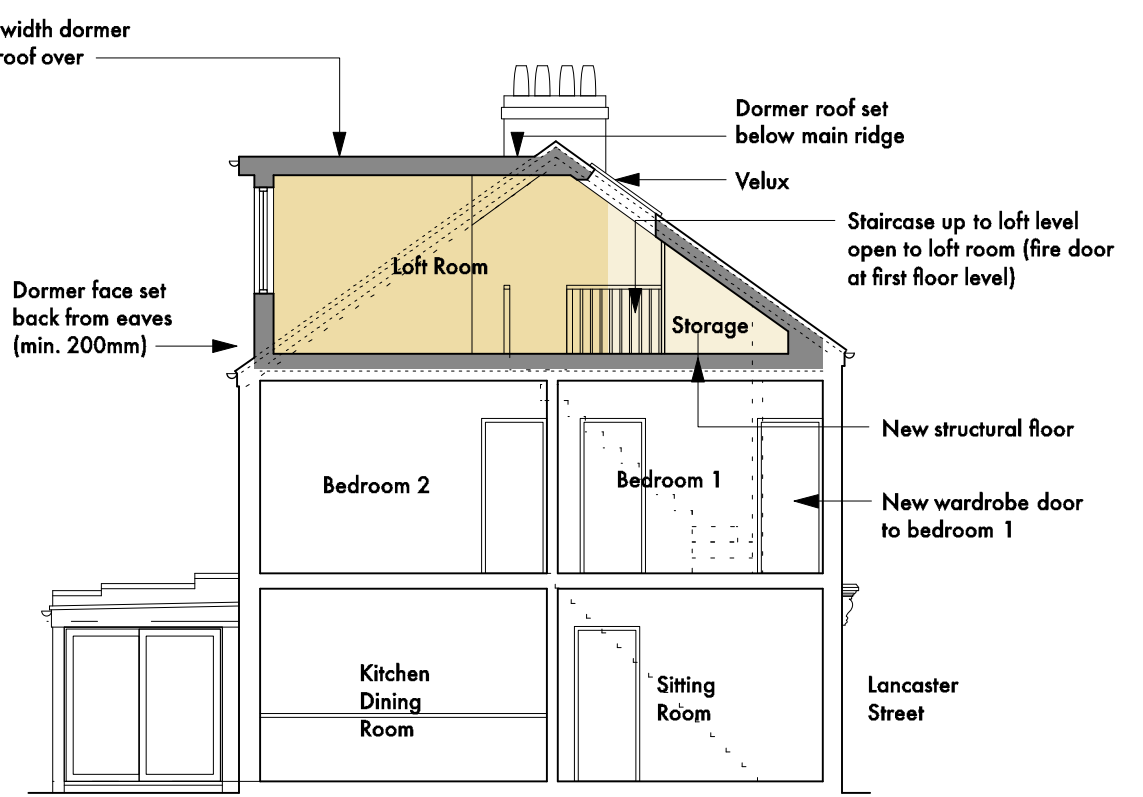 width dormer
roof over
Dormer roof set
below main ridge
Velux
Staircase up to loft level
open to loft room (fire door
at first floor level)
Loft Room
Dormer face set
back from eaves
(min. 200mm)
Storage
New structural floor
Bedroom 2
Bedroom 1
New wardrobe door
to bedroom 1
Kitchen
Dining
Room
Sitting
Room
Lancaster
Street